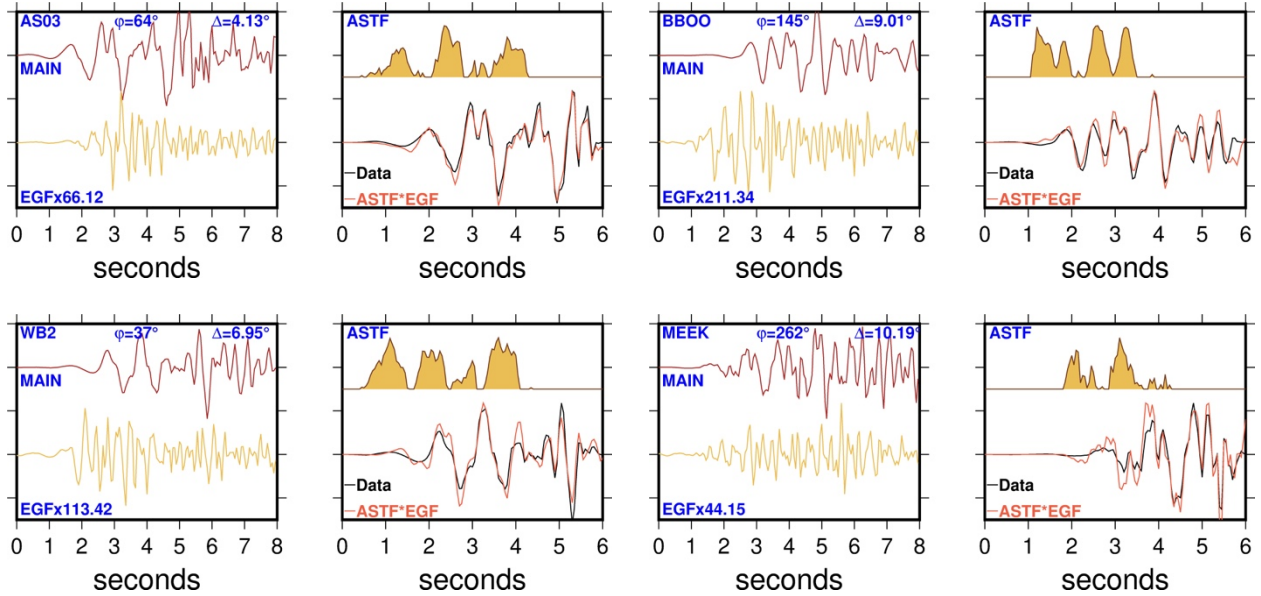 AS03 φ=64° Δ=4.13°
MAIN
EGFx66.12
0 1 2 3 4 5 6 7 8
seconds
ASTF
Data
ASTF*EGF
0 1 2 3 4 5 6
seconds
BBOO φ=145° Δ=9.01°
MAIN
EGFx211.34
0 1 2 3 4 5 6 7 8
seconds
ASTF
Data
ASTF*EGF
0 1 2 3 4 5 6
seconds
WB2 φ=37° Δ=6.95°
MAIN
EGFx113.42
0 1 2 3 4 5 6 7 8
seconds
ASTF
Data
ASTF*EGF
0 1 2 3 4 5 6
seconds
MEEK φ=262° Δ=10.19°
MAIN
EGFx44.15
0 1 2 3 4 5 6 7 8
seconds
ASTF
Data
ASTF*EGF
0 1 2 3 4 5 6
seconds